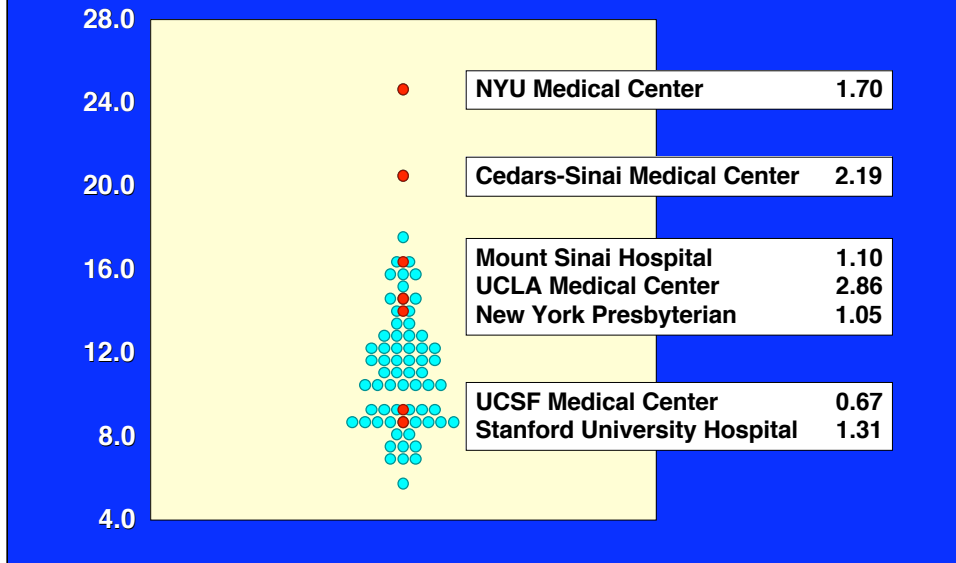 28.0
NYU Medical Center 1.70
24.0
Cedars-Sinai Medical Center 2.19
20.0
Mount Sinai Hospital 1.10
16.0
UCLA Medical Center 2.86
New York Presbyterian 1.05
12.0
UCSF Medical Center 0.67
Stanford University Hospital 1.31
8.0
4.0